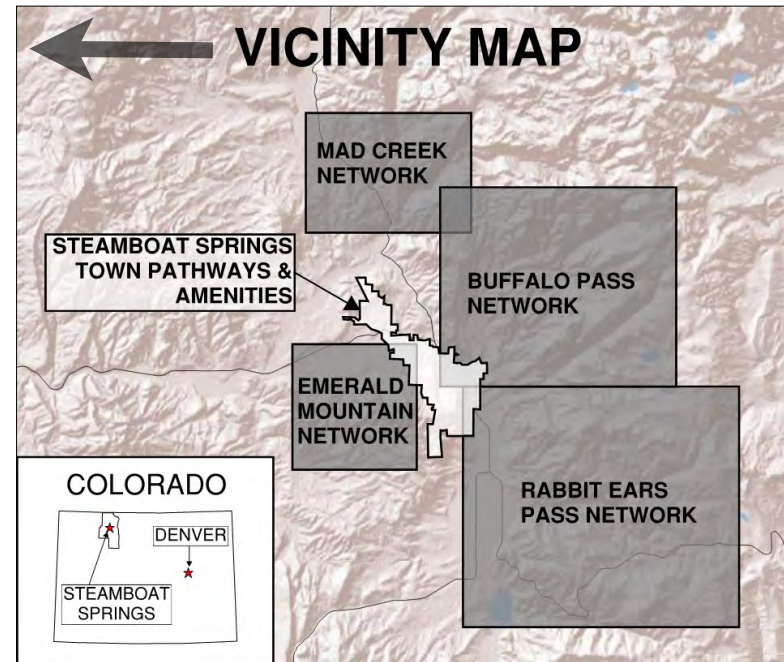 VICINITY MAP
MAD CREEK
NETWORK
STEAMBOAT SPRINGS
TOWN PATHWAYS &
AMENITIES
BUFFALO PASS
NETWORK
EMERALD
MOUNTAIN
NETWORK
RABBIT EARS
PASS NETWORK
COLORADO
DENVER
STEAMBOAT
SPRINGS